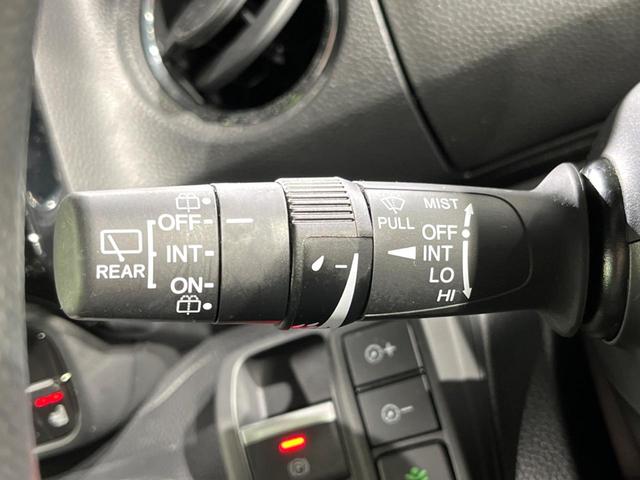 OFF
INT
ON
REAR
PULL
MIST
OFF
INT
LO
HI